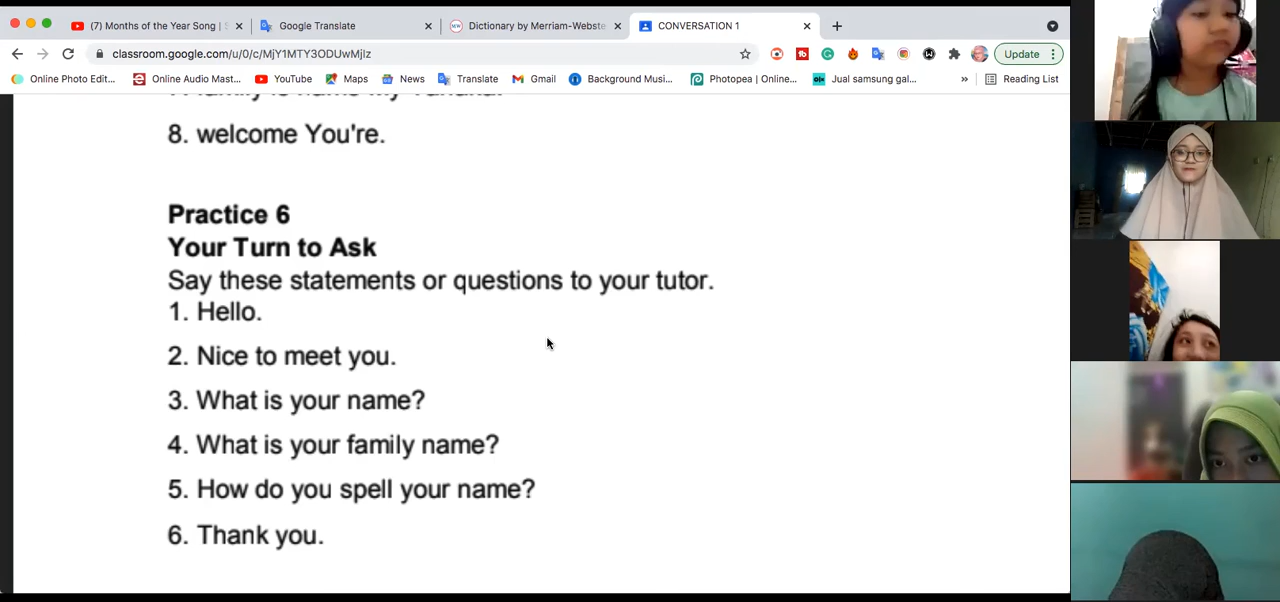 (7) Months of the Year Song |
Google Translate
Dictionary by Merriam-Webste
CONVERSATION 1
classroom.google.com/u/0/c/MjY1MTY3ODUwMjIz
Update
Online Photo Edit...
Online Audio Mast...
YouTube
Maps
News
Translate
Gmail
Background Musi...
Photopea | Online...
olx
Jual samsung gal...
»
Reading List
8. welcome You're.
Practice 6
Your Turn to Ask
Say these statements or questions to your tutor.
1. Hello.
2. Nice to meet you.
3. What is your name?
4. What is your family name?
5. How do you spell your name?
6. Thank you.